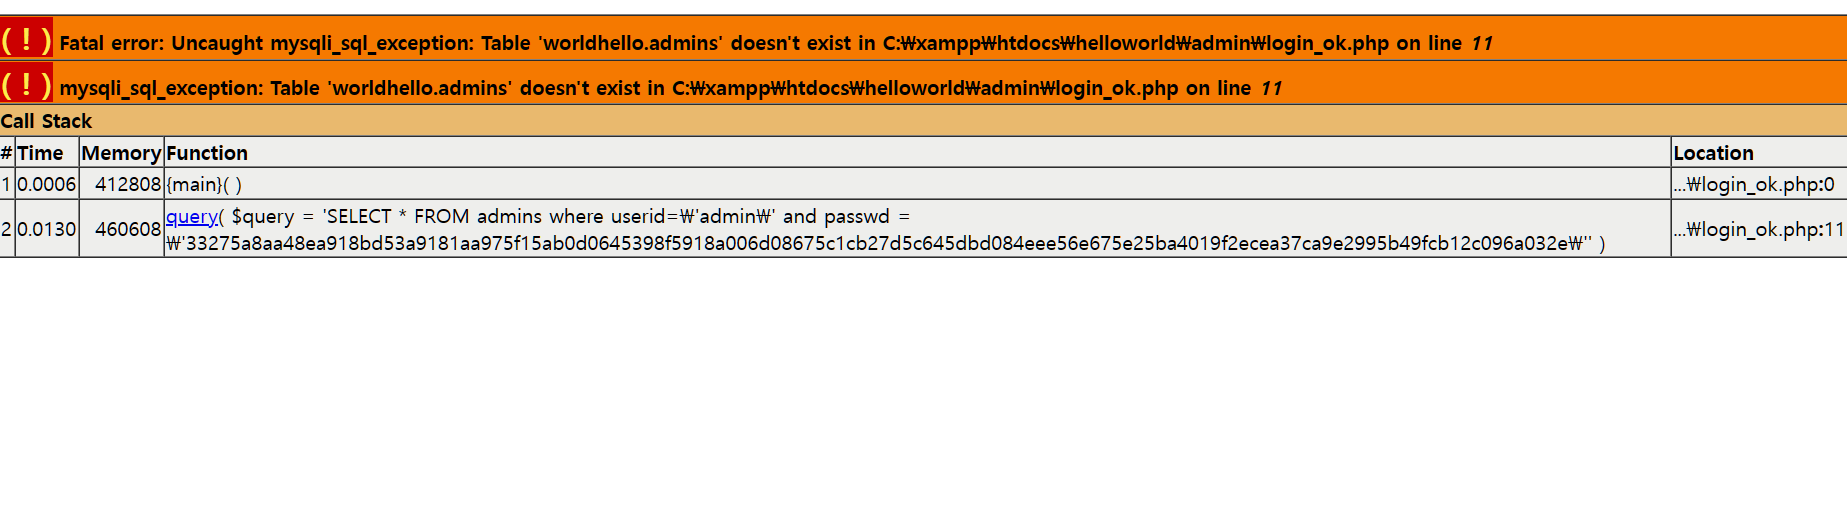 ( ! ) Fatal error: Uncaught mysqli_sql_exception: Table 'worldhello.admins' doesn't exist in C:₩xampp₩htdocs₩helloworld₩admin₩login_ok.php on line 11
( ! ) mysqli_sql_exception: Table 'worldhello.admins' doesn't exist in C:₩xampp₩htdocs₩helloworld₩admin₩login_ok.php on line 11
Call Stack
# Time Memory Function Location
1 0.0006 412808 {main}( ) ...₩login_ok.php:0
2 0.0130 460608 query( $query = 'SELECT * FROM admins where userid=₩'admin₩' and passwd =
₩'33275a8aa48ea918bd53a9181aa975f15ab0d0645398f5918a006d08675c1cb27d5c645dbd084eee56e675e25ba4019f2ecea37ca9e2995b49fcb12c096a032e₩'' ) ...₩login_ok.php:11